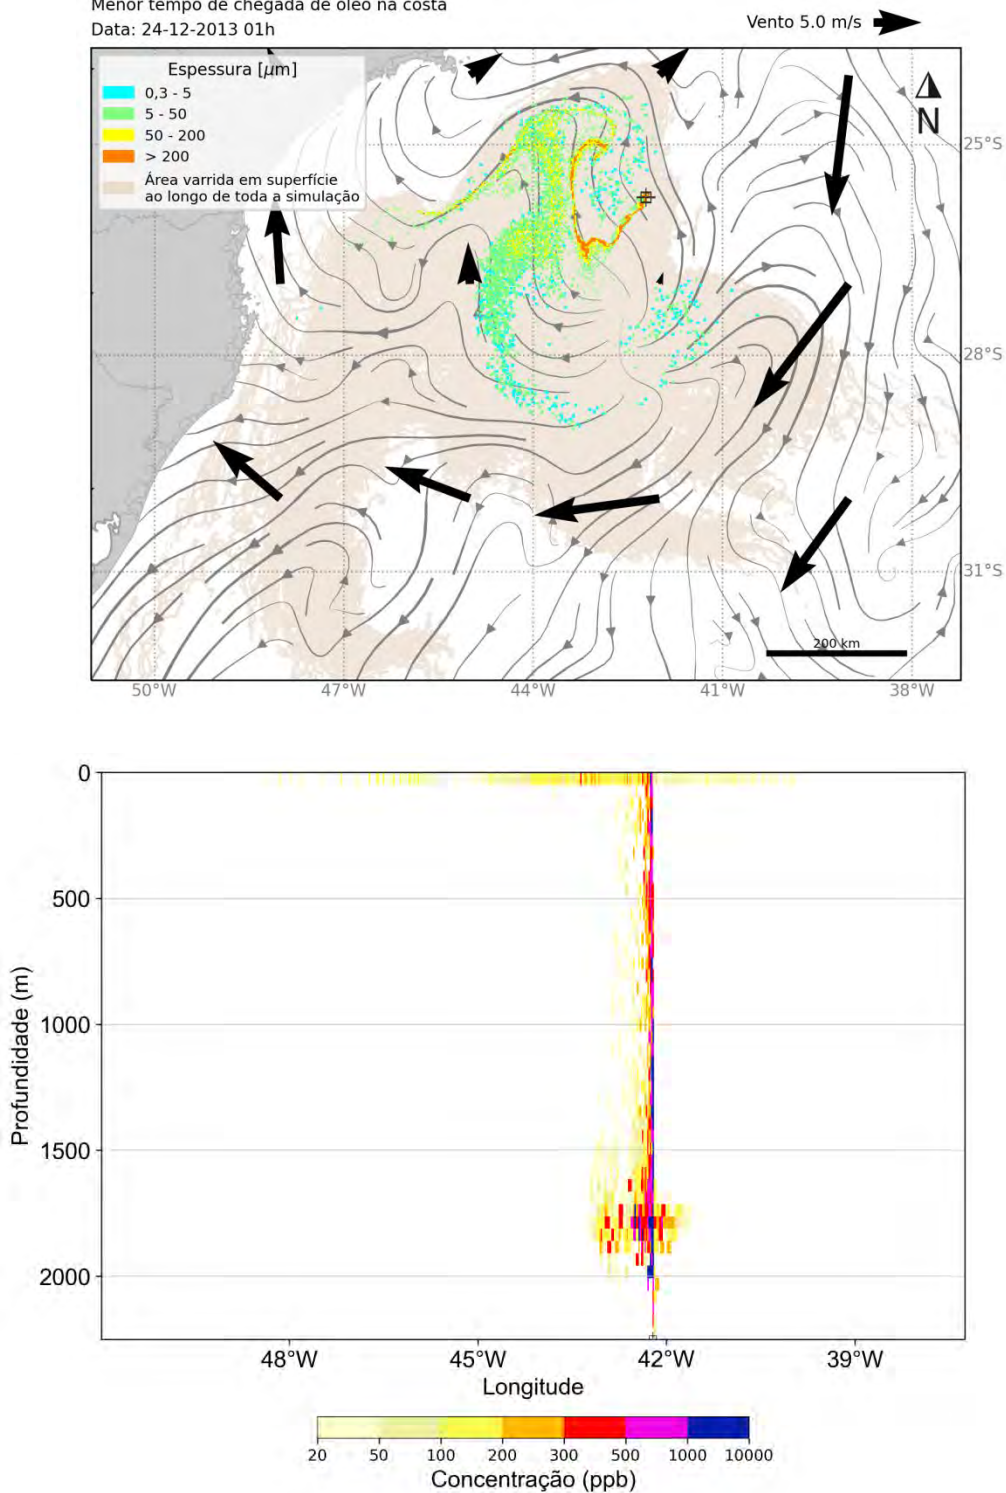 Menor tempo de chegada de óleo na costa
Data: 24-12-2013 01h
Vento 5.0 m/s
Espessura [μm]
0,3 - 5
5 - 50
50 - 200
> 200
Área varrida em superfície
ao longo de toda a simulação
N
25°S
28°S
31°S
200 km
50°W 47°W 44°W 41°W 38°W
0
500
1000
1500
2000
Profundidade (m)
48°W 45°W 42°W 39°W
Longitude
20 50 100 200 300 500 1000 10000
Concentração (ppb)